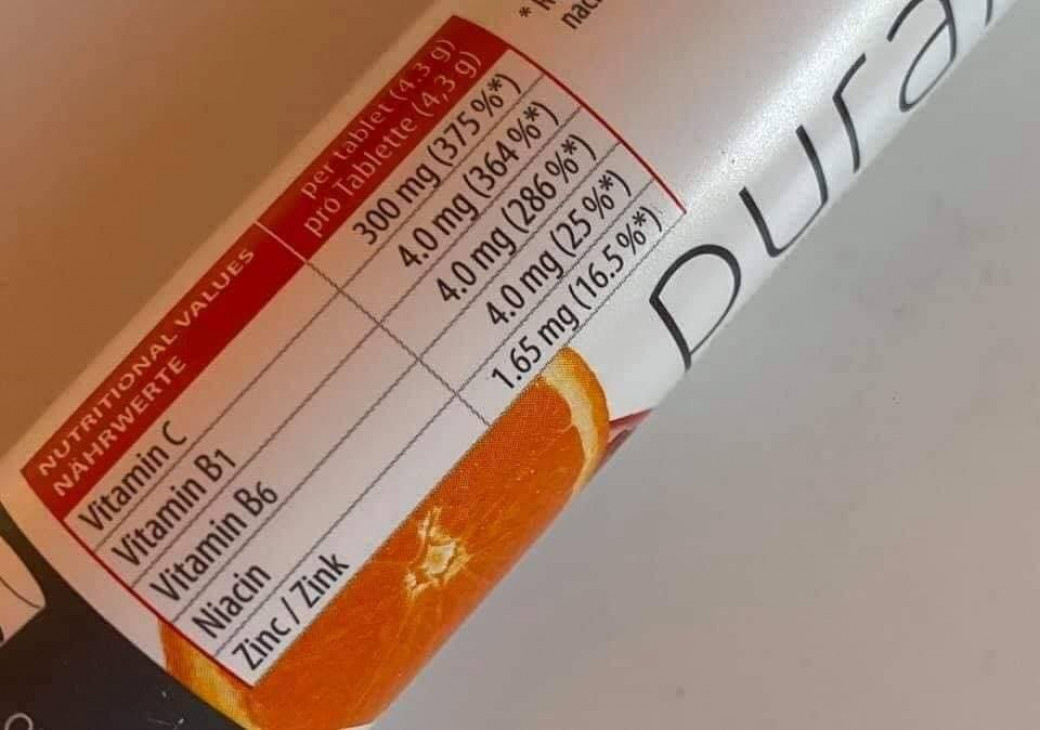 NUTRITIONAL VALUES per tablet (4.3 g)
NÄHRWERTE pro Tablette (4,3 g)
Vitamin C 300 mg (375 %*)
Vitamin B1 4.0 mg (364 %*)
Vitamin B6 4.0 mg (286 %*)
Niacin 4.0 mg (25 %*)
Zinc / Zink 1.65 mg (16.5 %*)